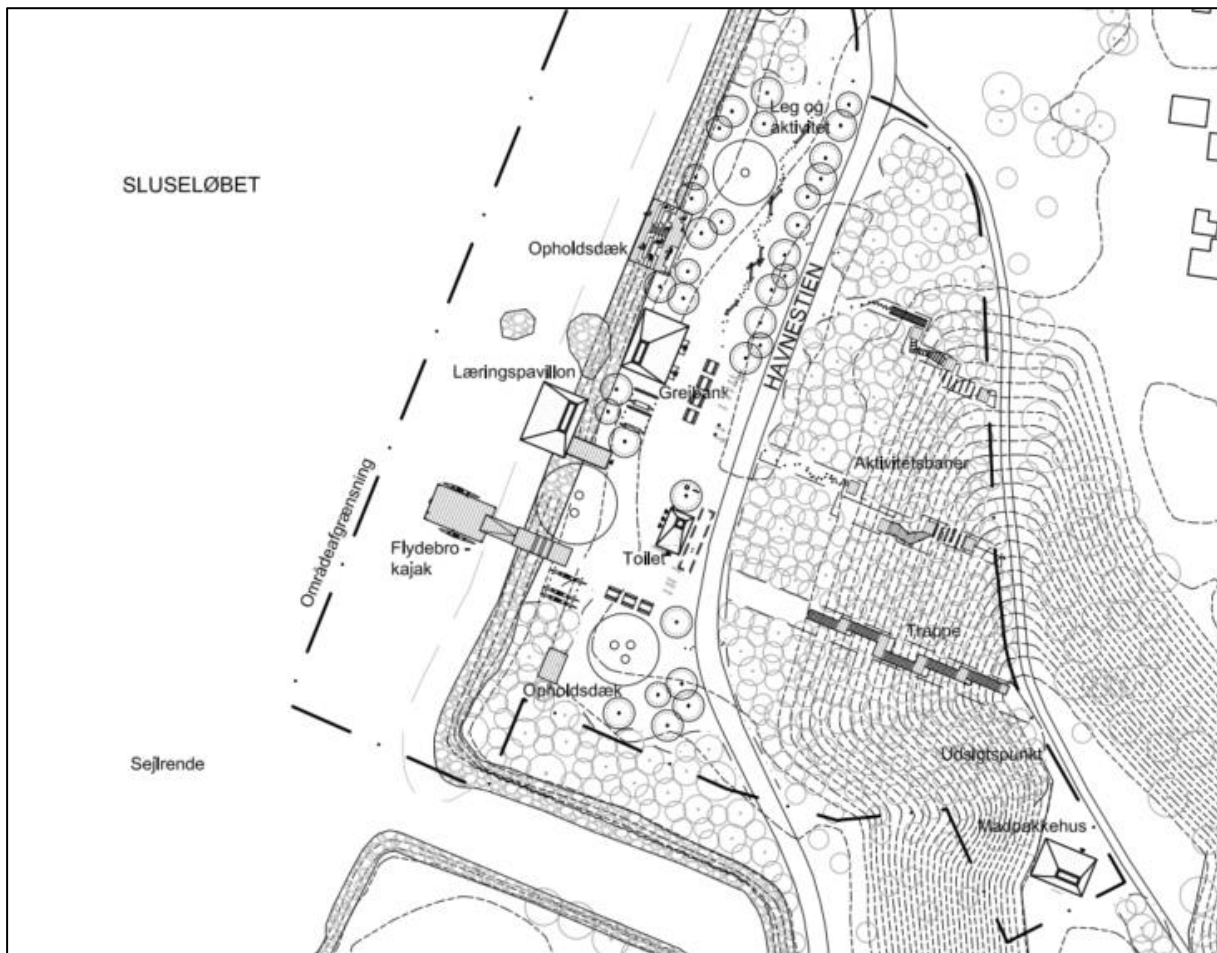 Leg og
aktivitet
SLUSELØBET
Opholdsdæk
HAVNESTIEN
Læringspavillon
Grejbank
Aktivitetsbaner
Områdeafgrænsning
Flydebro
kajak
Toilet
Trappe
Opholdsdæk
Udsigtspunkt
Sejlrende
Madpakkehus